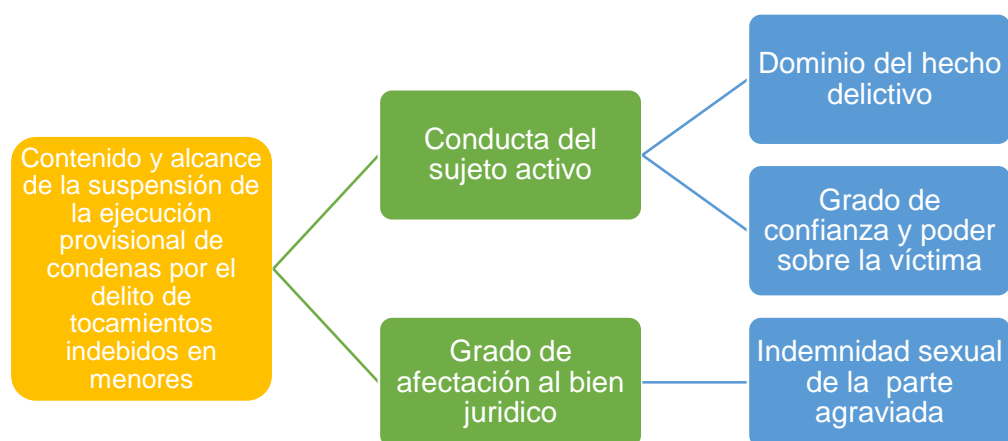 Contenido y alcance
de la suspensión de
la ejecución
provisional de
condenas por el
delito de
tocamientos
indebidos en
menores
Conducta del
sujeto activo
Dominio del hecho
delictivo
Grado de
confianza y poder
sobre la víctima
Grado de
afectación al bien
juridico
Indemnidad sexual
de la parte
agraviada